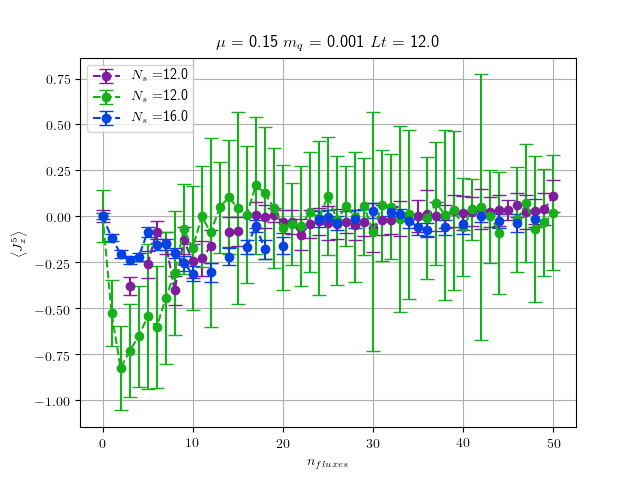 μ = 0.15 m_q = 0.001 Lt = 12.0
N_s =12.0
N_s =12.0
N_s =16.0
0.75
0.50
0.25
0.00
−0.25
−0.50
−0.75
−1.00
⟨J_z^5⟩
0 10 20 30 40 50
n_{fluxes}